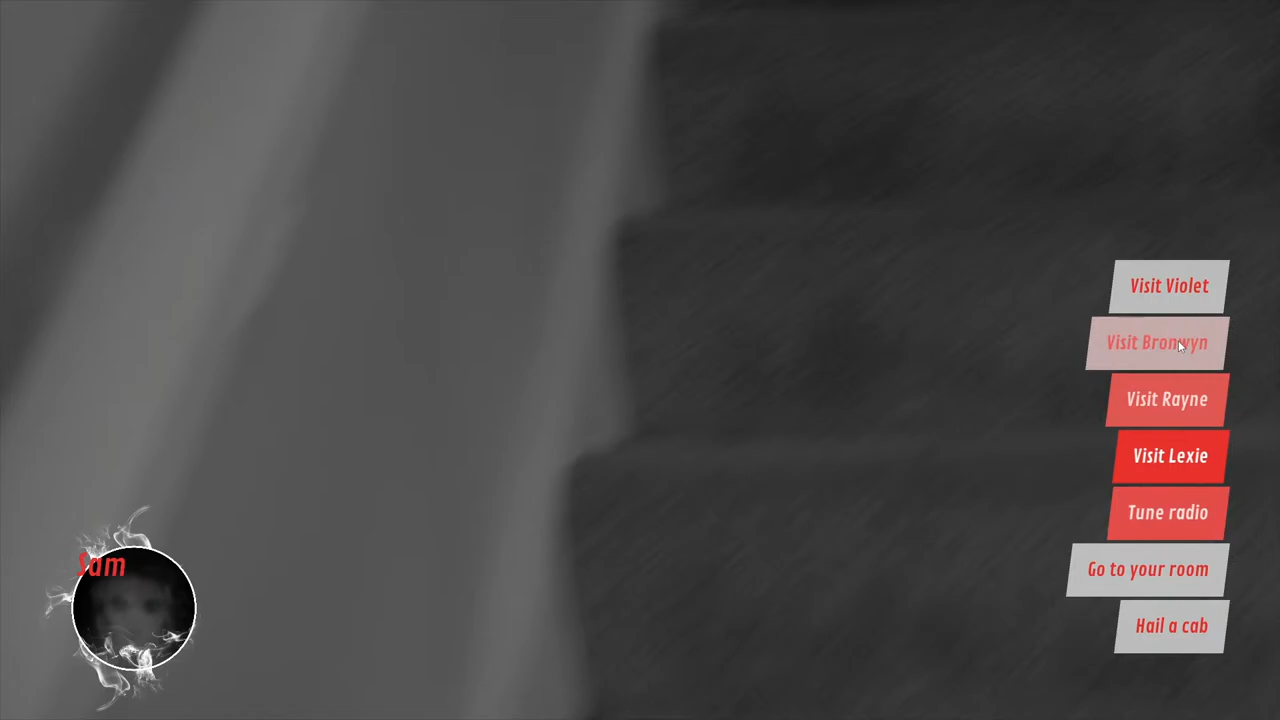 Visit Violet
Visit Bronwyn
Visit Rayne
Visit Lexie
Tune radio
Sam
Go to your room
Hail a cab